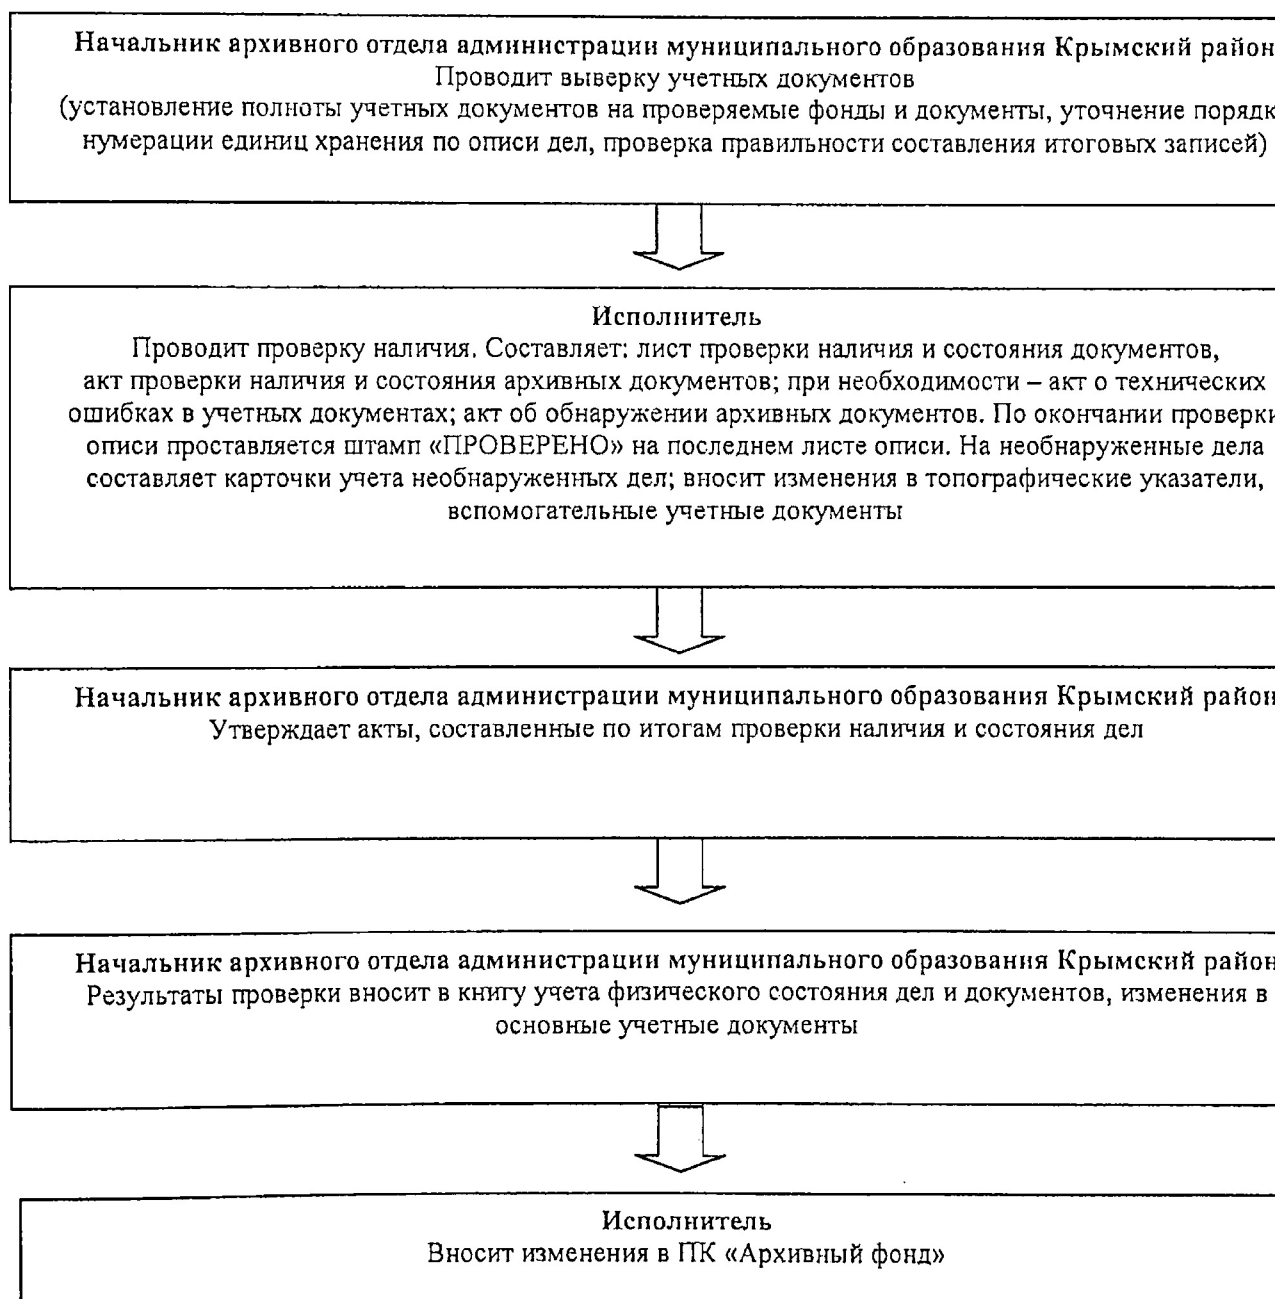 Начальник архивного отдела администрации муниципального образования Крымский район
Проводит выверку учетных документов
(установление полноты учетных документов на проверяемые фонды и документы, уточнение порядк
нумерации единиц хранения по описи дел, проверка правильности составления итоговых записей)
Исполнитель
Проводит проверку наличия. Составляет: лист проверки наличия и состояния документов,
акт проверки наличия и состояния архивных документов; при необходимости – акт о технических
ошибках в учетных документах; акт об обнаружении архивных документов. По окончании проверки
описи проставляется штамп «ПРОВЕРЕНО» на последнем листе описи. На необнаруженные дела
составляет карточки учета необнаруженных дел; вносит изменения в топографические указатели,
вспомогательные учетные документы
Начальник архивного отдела администрации муниципального образования Крымский район
Утверждает акты, составленные по итогам проверки наличия и состояния дел
Начальник архивного отдела администрации муниципального образования Крымский район
Результаты проверки вносит в книгу учета физического состояния дел и документов, изменения в
основные учетные документы
Исполнитель
Вносит изменения в ПК «Архивный фонд»